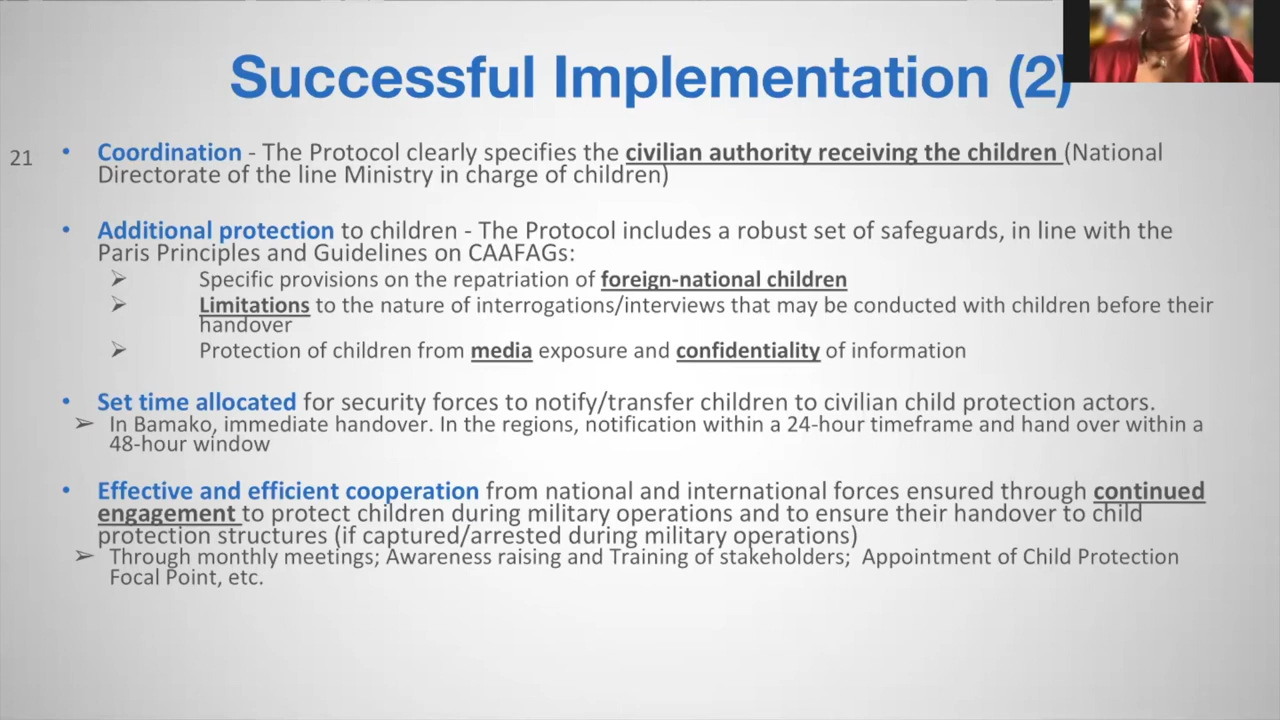 Successful Implementation (2)
21
• Coordination - The Protocol clearly specifies the civilian authority receiving the children (National
Directorate of the line Ministry in charge of children)
• Additional protection to children - The Protocol includes a robust set of safeguards, in line with the
Paris Principles and Guidelines on CAAFAGs:
➢ Specific provisions on the repatriation of foreign-national children
➢ Limitations to the nature of interrogations/interviews that may be conducted with children before their
handover
➢ Protection of children from media exposure and confidentiality of information
• Set time allocated for security forces to notify/transfer children to civilian child protection actors.
➢ In Bamako, immediate handover. In the regions, notification within a 24-hour timeframe and hand over within a
48-hour window
• Effective and efficient cooperation from national and international forces ensured through continued
engagement to protect children during military operations and to ensure their handover to child
protection structures (if captured/arrested during military operations)
➢ Through monthly meetings; Awareness raising and Training of stakeholders; Appointment of Child Protection
Focal Point, etc.